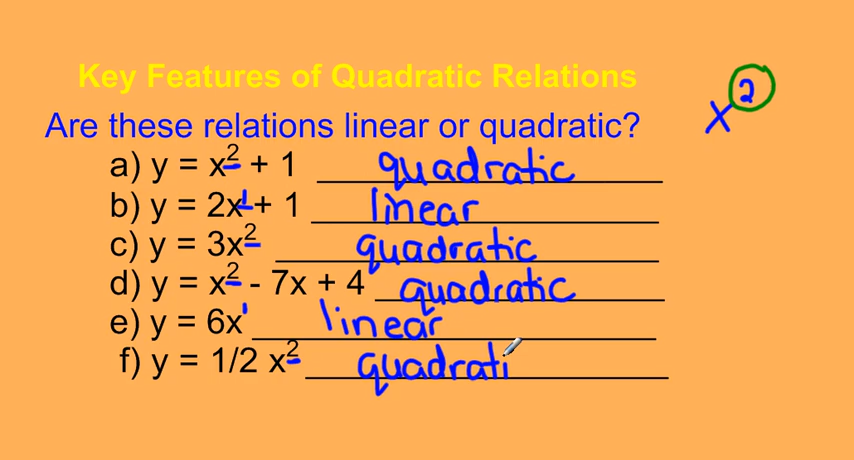 Key Features of Quadratic Relations
x²
Are these relations linear or quadratic?
a) y = x² + 1 quadratic
b) y = 2x¹ + 1 linear
c) y = 3x² quadratic
d) y = x² - 7x + 4 quadratic
e) y = 6x¹ linear
f) y = 1/2 x² quadrati